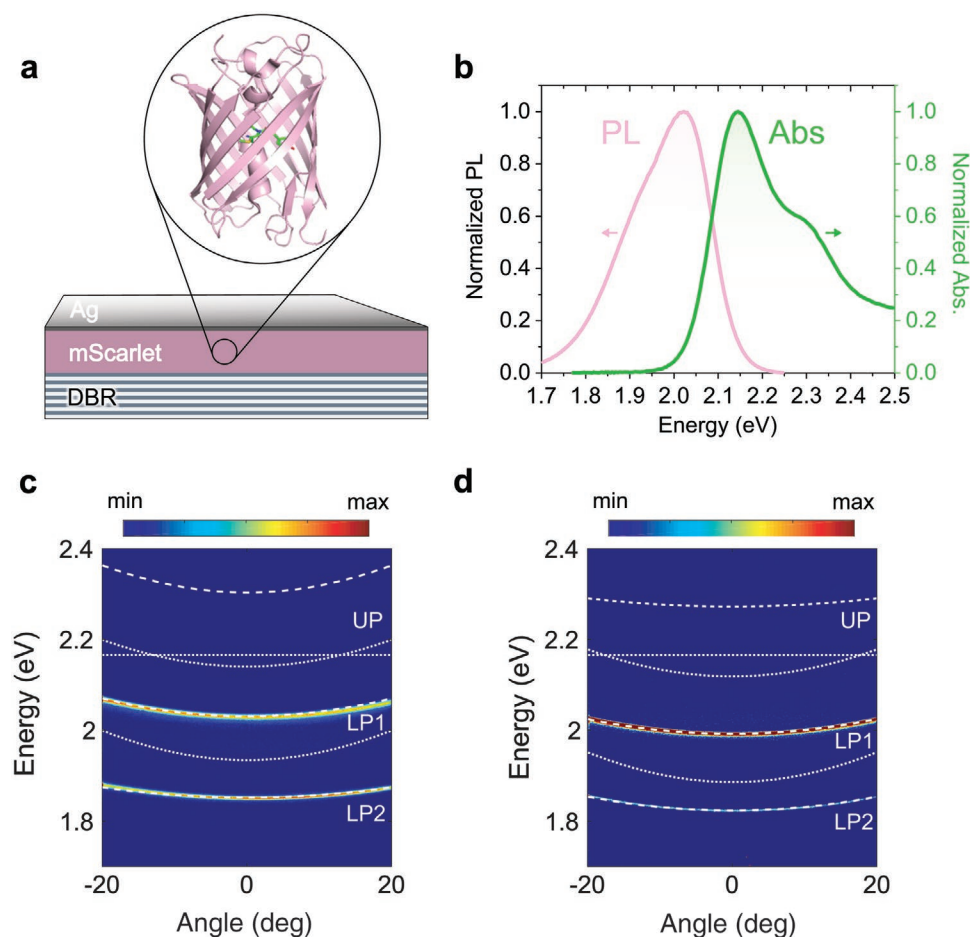 a
Ag
mScarlet
DBR
b
PL
Abs
Normalized PL
Normalized Abs.
1.0
0.8
0.6
0.4
0.2
0.0
1.0
0.8
0.6
0.4
0.2
0.0
1.7 1.8 1.9 2.0 2.1 2.2 2.3 2.4 2.5
Energy (eV)
c
min max
2.4
2.2
2
1.8
Energy (eV)
UP
LP1
LP2
-20 0 20
Angle (deg)
d
min max
2.4
2.2
2
1.8
Energy (eV)
UP
LP1
LP2
-20 0 20
Angle (deg)